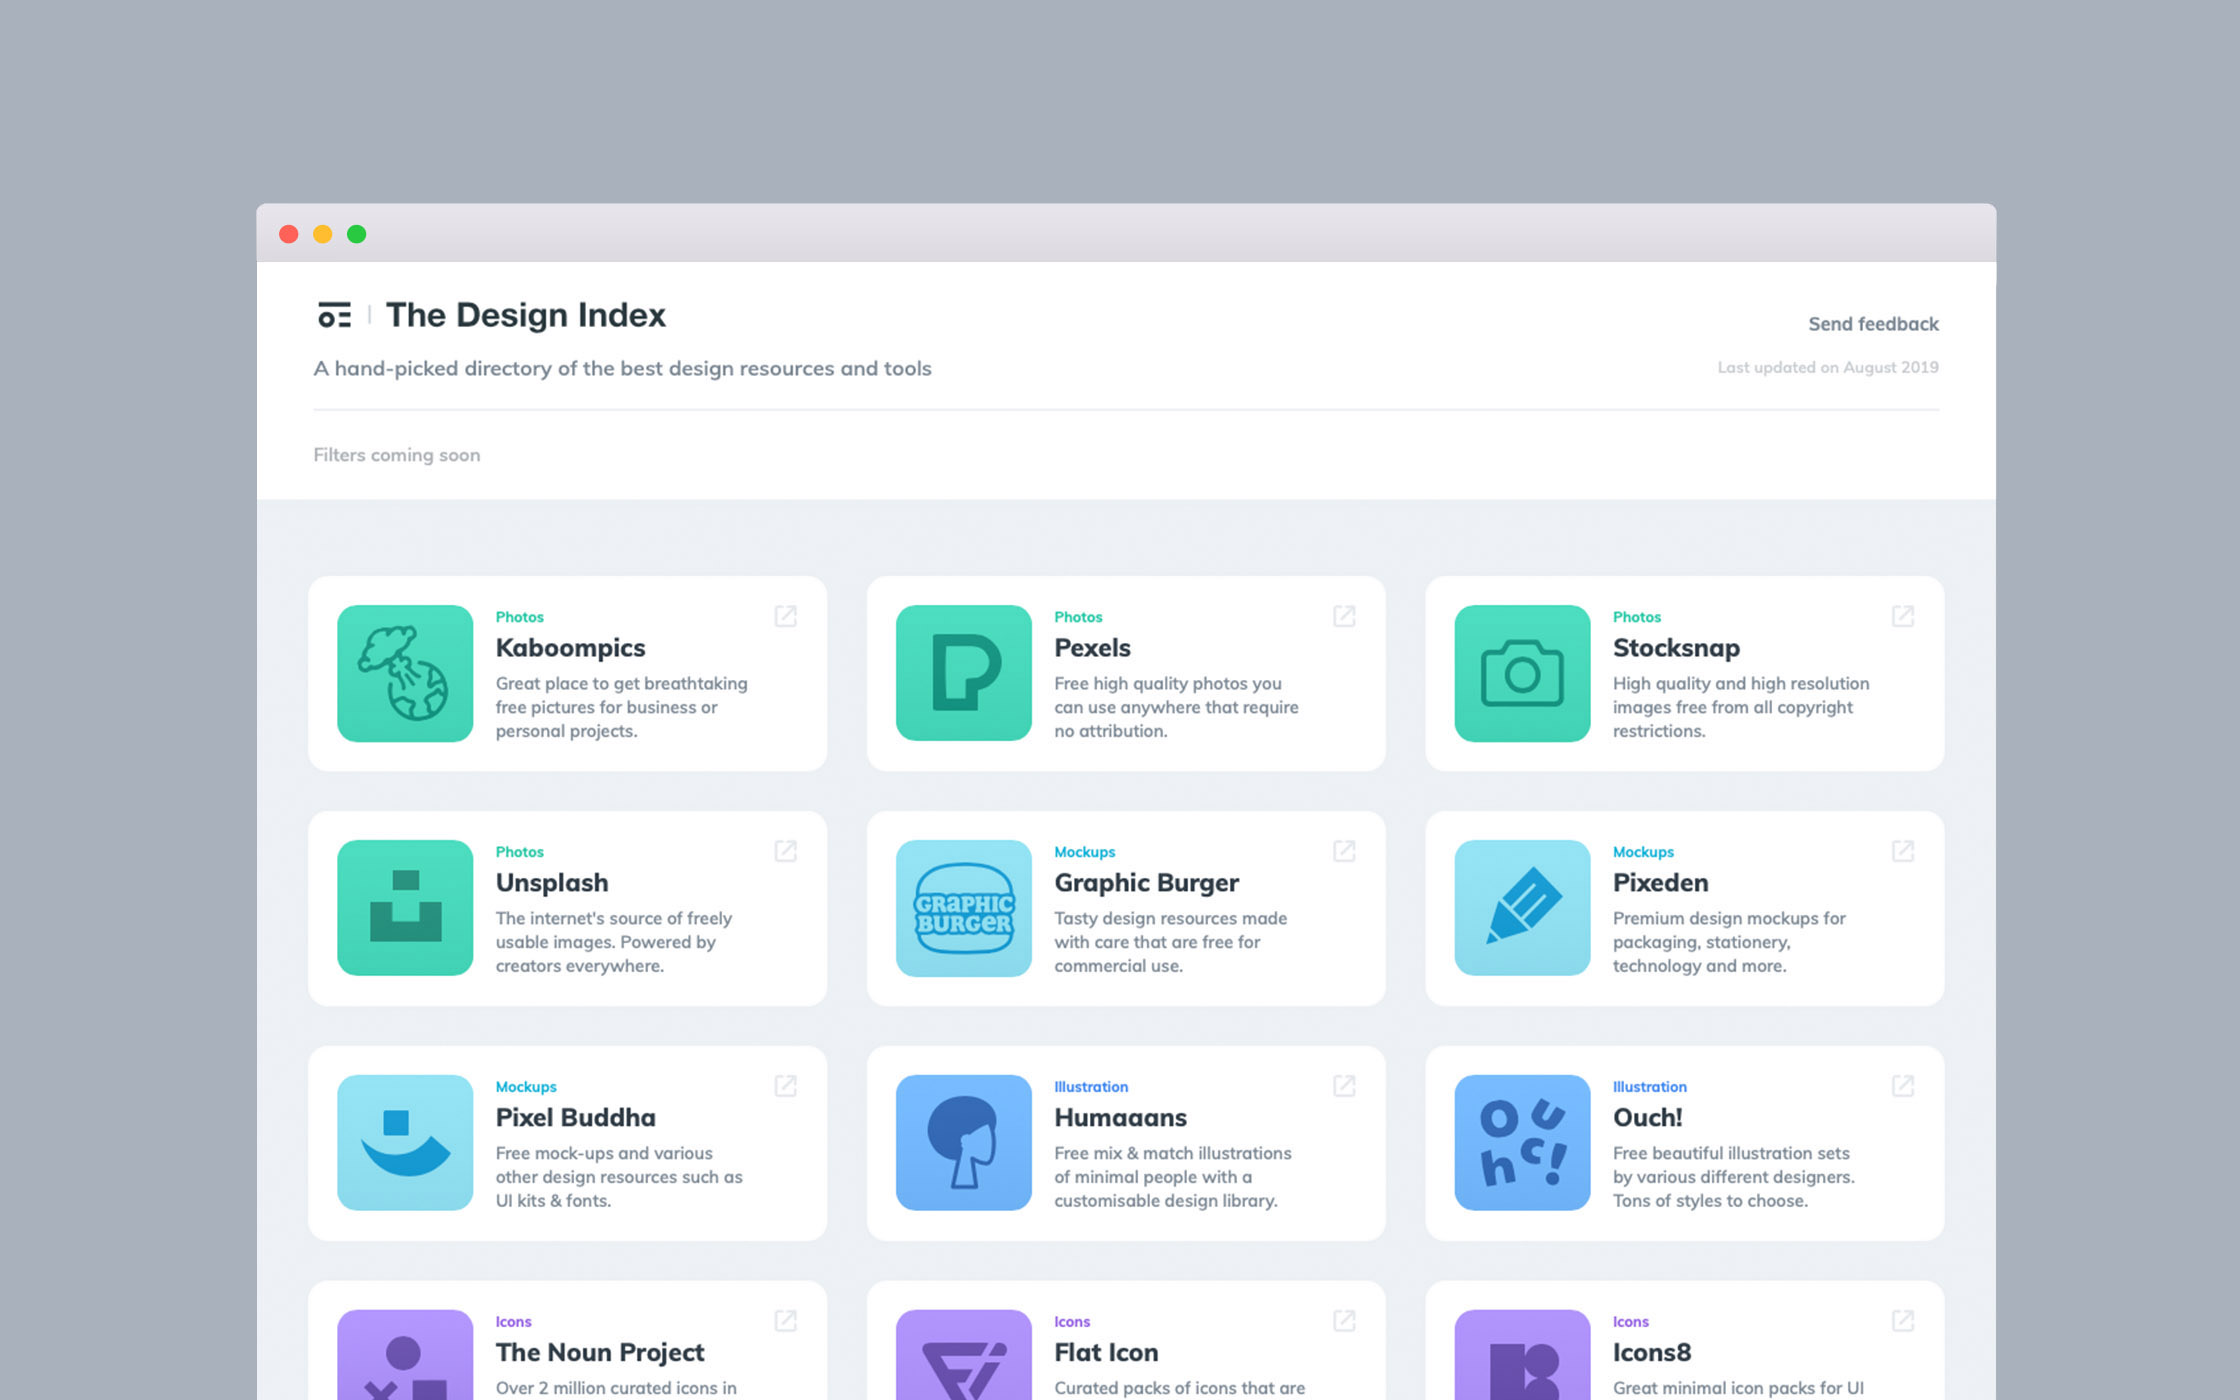 The Design Index
Send feedback
A hand-picked directory of the best design resources and tools
Last updated on August 2019
Filters coming soon
Photos
Kaboompics
Great place to get breathtaking
free pictures for business or
personal projects.
Photos
Pexels
Free high quality photos you
can use anywhere that require
no attribution.
Photos
Stocksnap
High quality and high resolution
images free from all copyright
restrictions.
Photos
Unsplash
The internet's source of freely
usable images. Powered by
creators everywhere.
GRAPHIC
BURGER
Mockups
Graphic Burger
Tasty design resources made
with care that are free for
commercial use.
Mockups
Pixeden
Premium design mockups for
packaging, stationery,
technology and more.
Mockups
Pixel Buddha
Free mock-ups and various
other design resources such as
UI kits & fonts.
Illustration
Humaaans
Free mix & match illustrations
of minimal people with a
customisable design library.
Ouch!
Illustration
Ouch!
Free beautiful illustration sets
by various different designers.
Tons of styles to choose.
Icons
The Noun Project
Over 2 million curated icons in
Icons
Flat Icon
Curated packs of icons that are
Icons
Icons8
Great minimal icon packs for UI